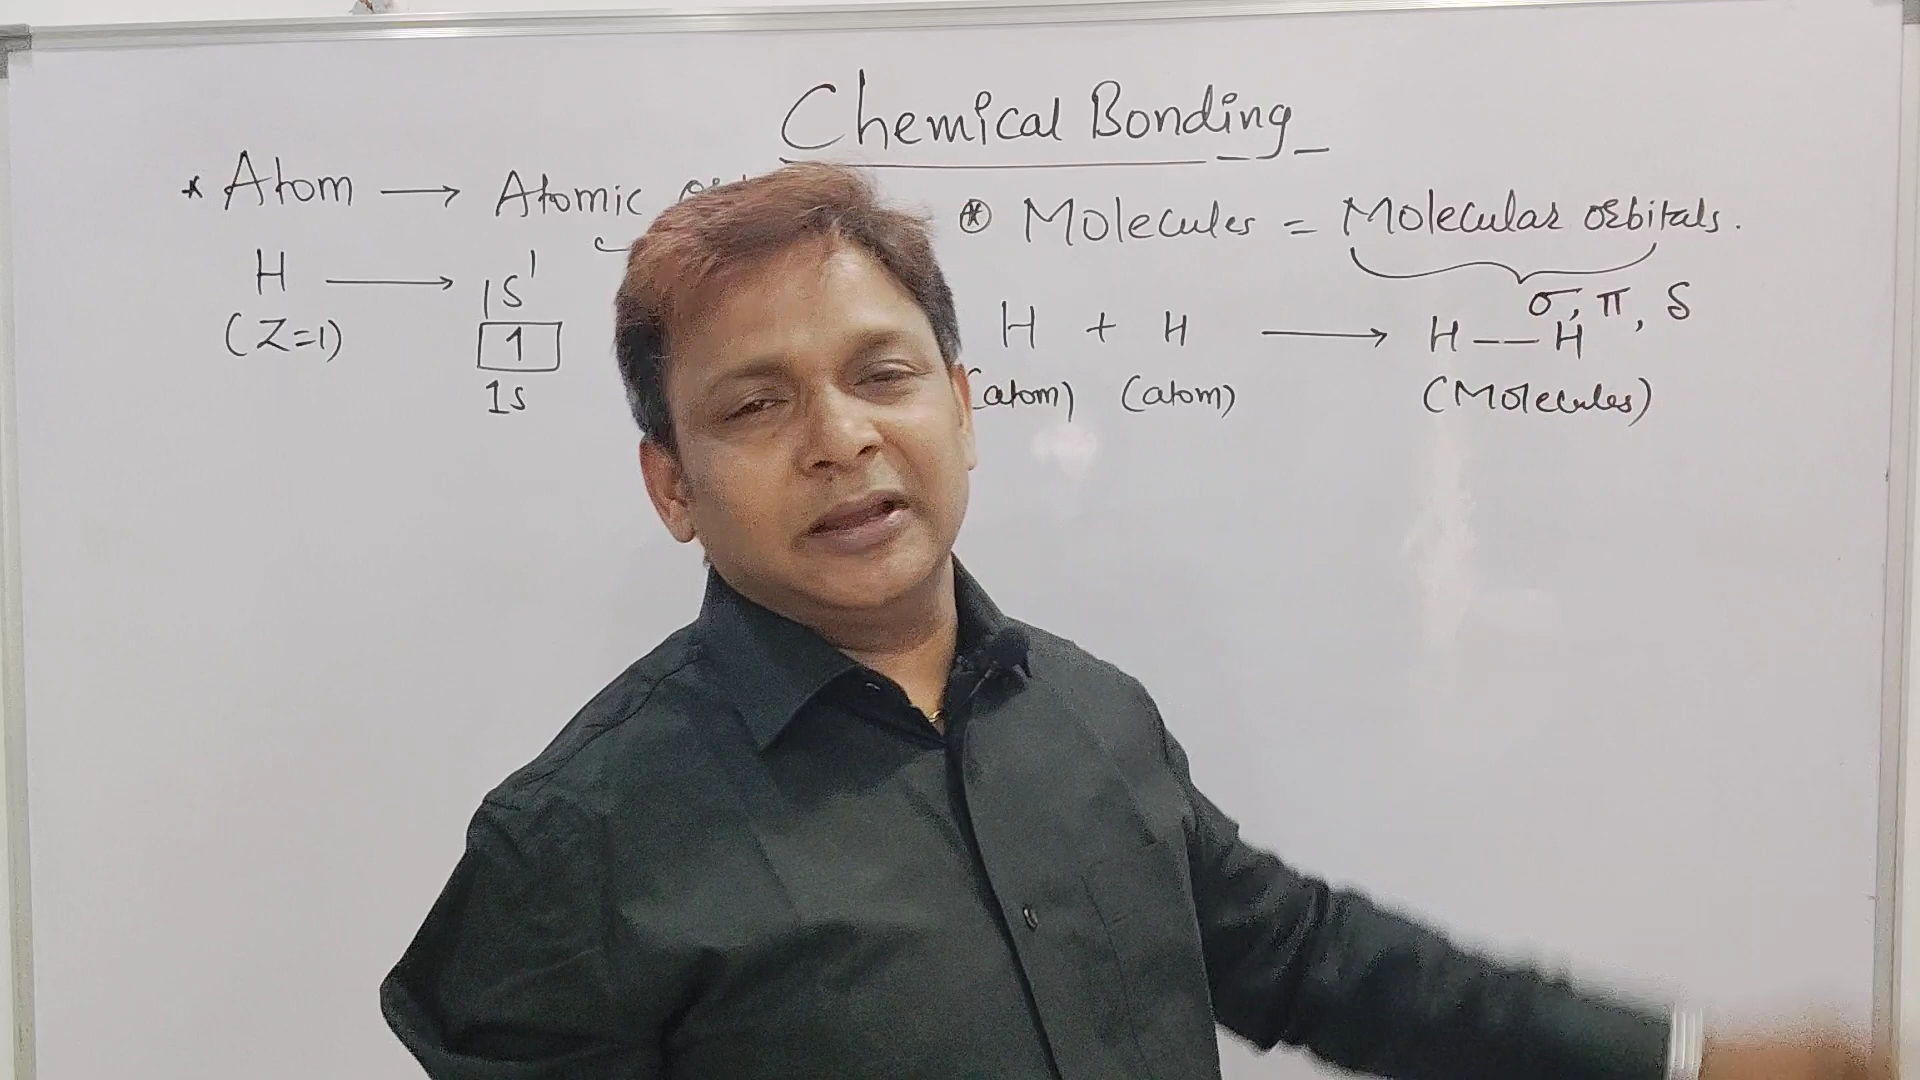 Chemical Bonding
* Atom → Atomic
H → 1s¹
(Z=1)
1
1s
* Molecules = Molecular orbitals.
σ, π, δ
H + H → H — H
(atom) (atom) (Molecules)